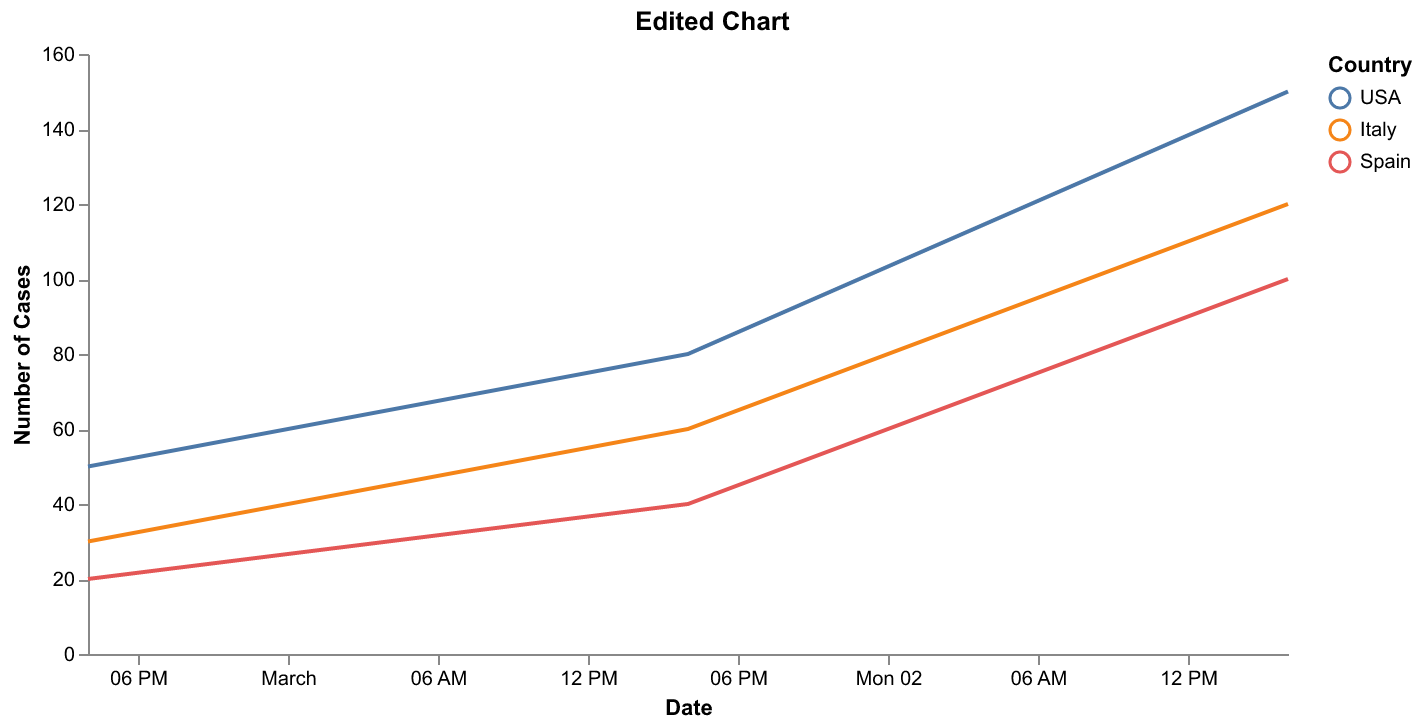 Edited Chart
Country
USA
Italy
Spain
Number of Cases
160
140
120
100
80
60
40
20
0
06 PM March 06 AM 12 PM 06 PM Mon 02 06 AM 12 PM
Date